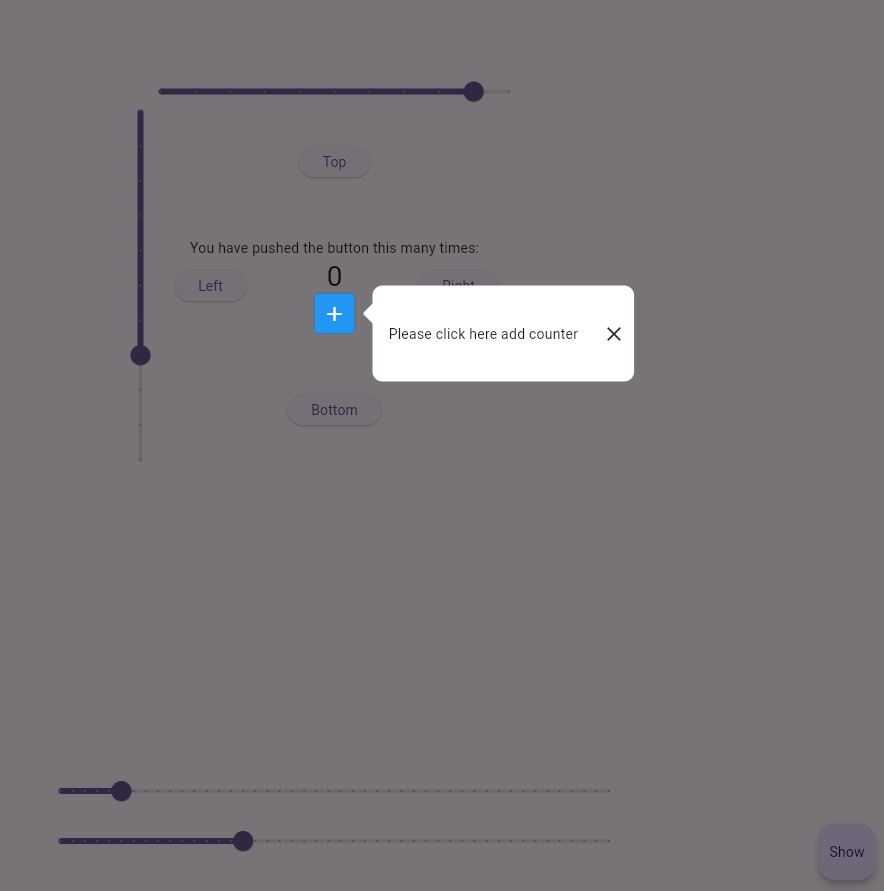 Top
You have pushed the button this many times:
0
Left
Right
Please click here add counter
Bottom
Show